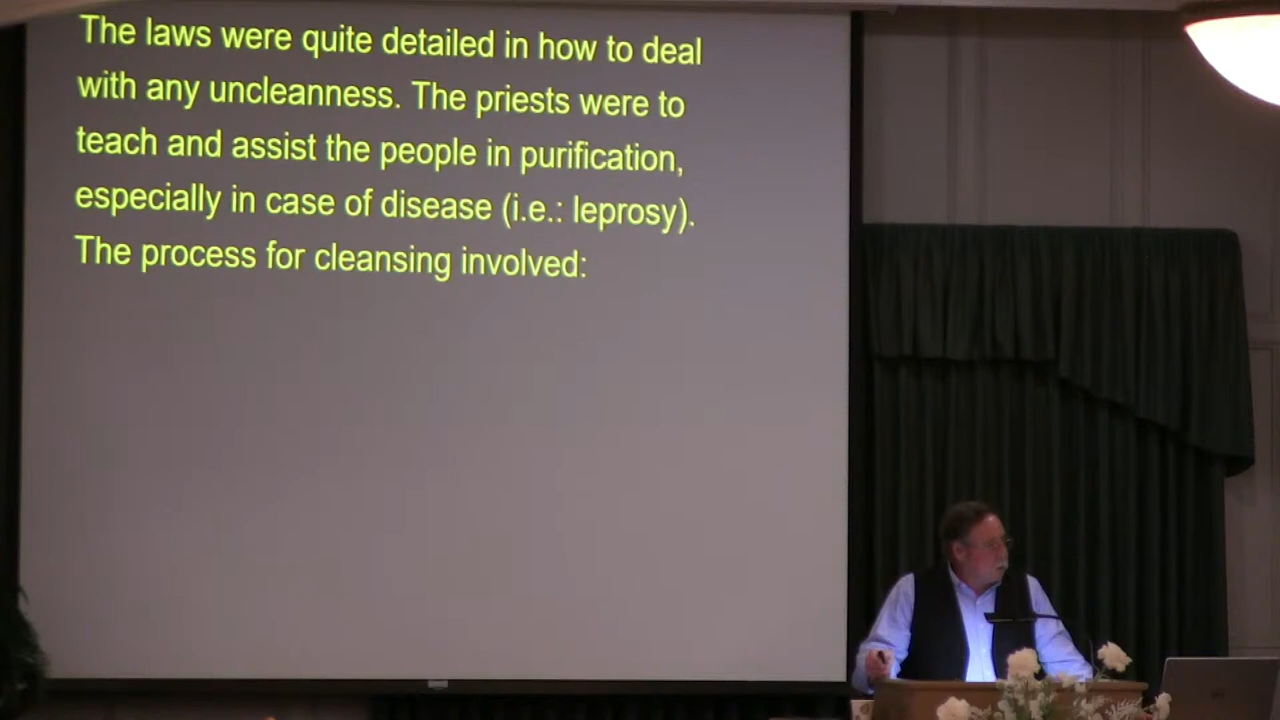 The laws were quite detailed in how to deal
with any uncleanness. The priests were to
teach and assist the people in purification,
especially in case of disease (i.e.: leprosy).
The process for cleansing involved: